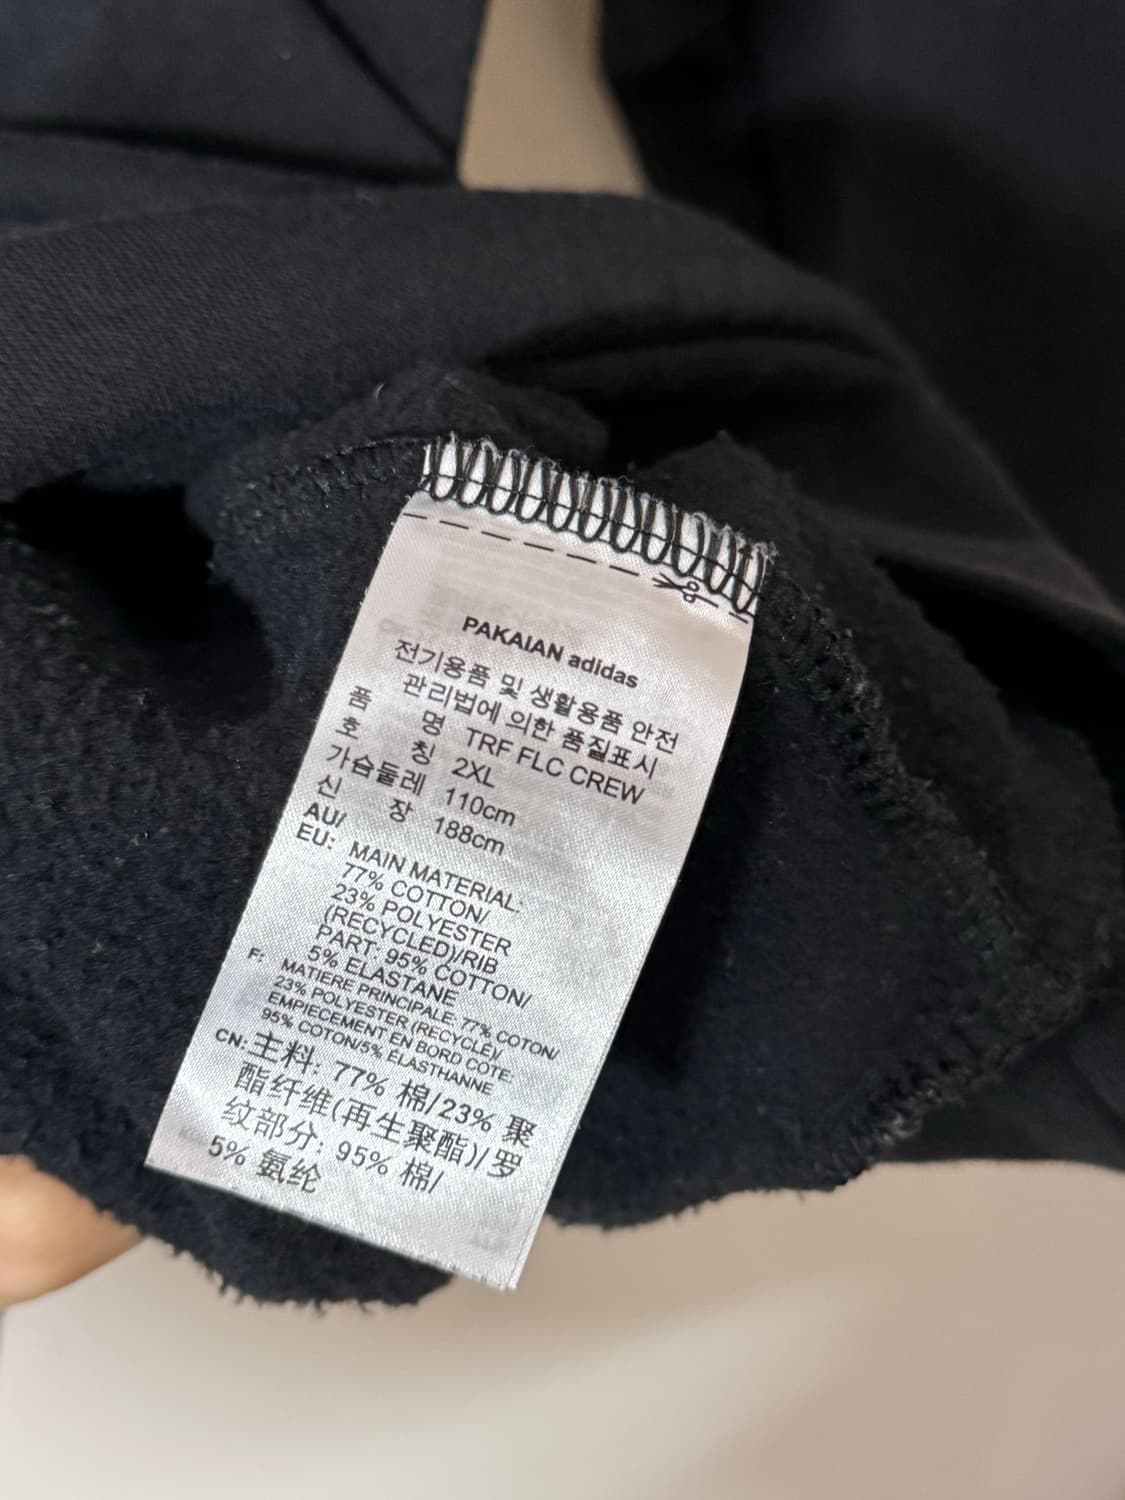 PAKAIAN adidas
전기용품 및 생활용품 안전
관리법에 의한 품질표시
품 명 TRF FLC CREW
호 칭 2XL
가슴둘레 110cm
신 장 188cm
AU/
EU: MAIN MATERIAL:
77% COTTON/
23% POLYESTER
(RECYCLED)/RIB
PART: 95% COTTON/
5% ELASTANE
F: MATIERE PRINCIPALE: 77% COTON/
23% POLYESTER (RECYCLÉ)/
EMPIECEMENT EN BORD COTE:
95% COTON/5% ÉLASTHANNE
CN: 主料: 77% 棉/23% 聚
酯纤维(再生聚酯)/罗
纹部分: 95% 棉/
5% 氨纶